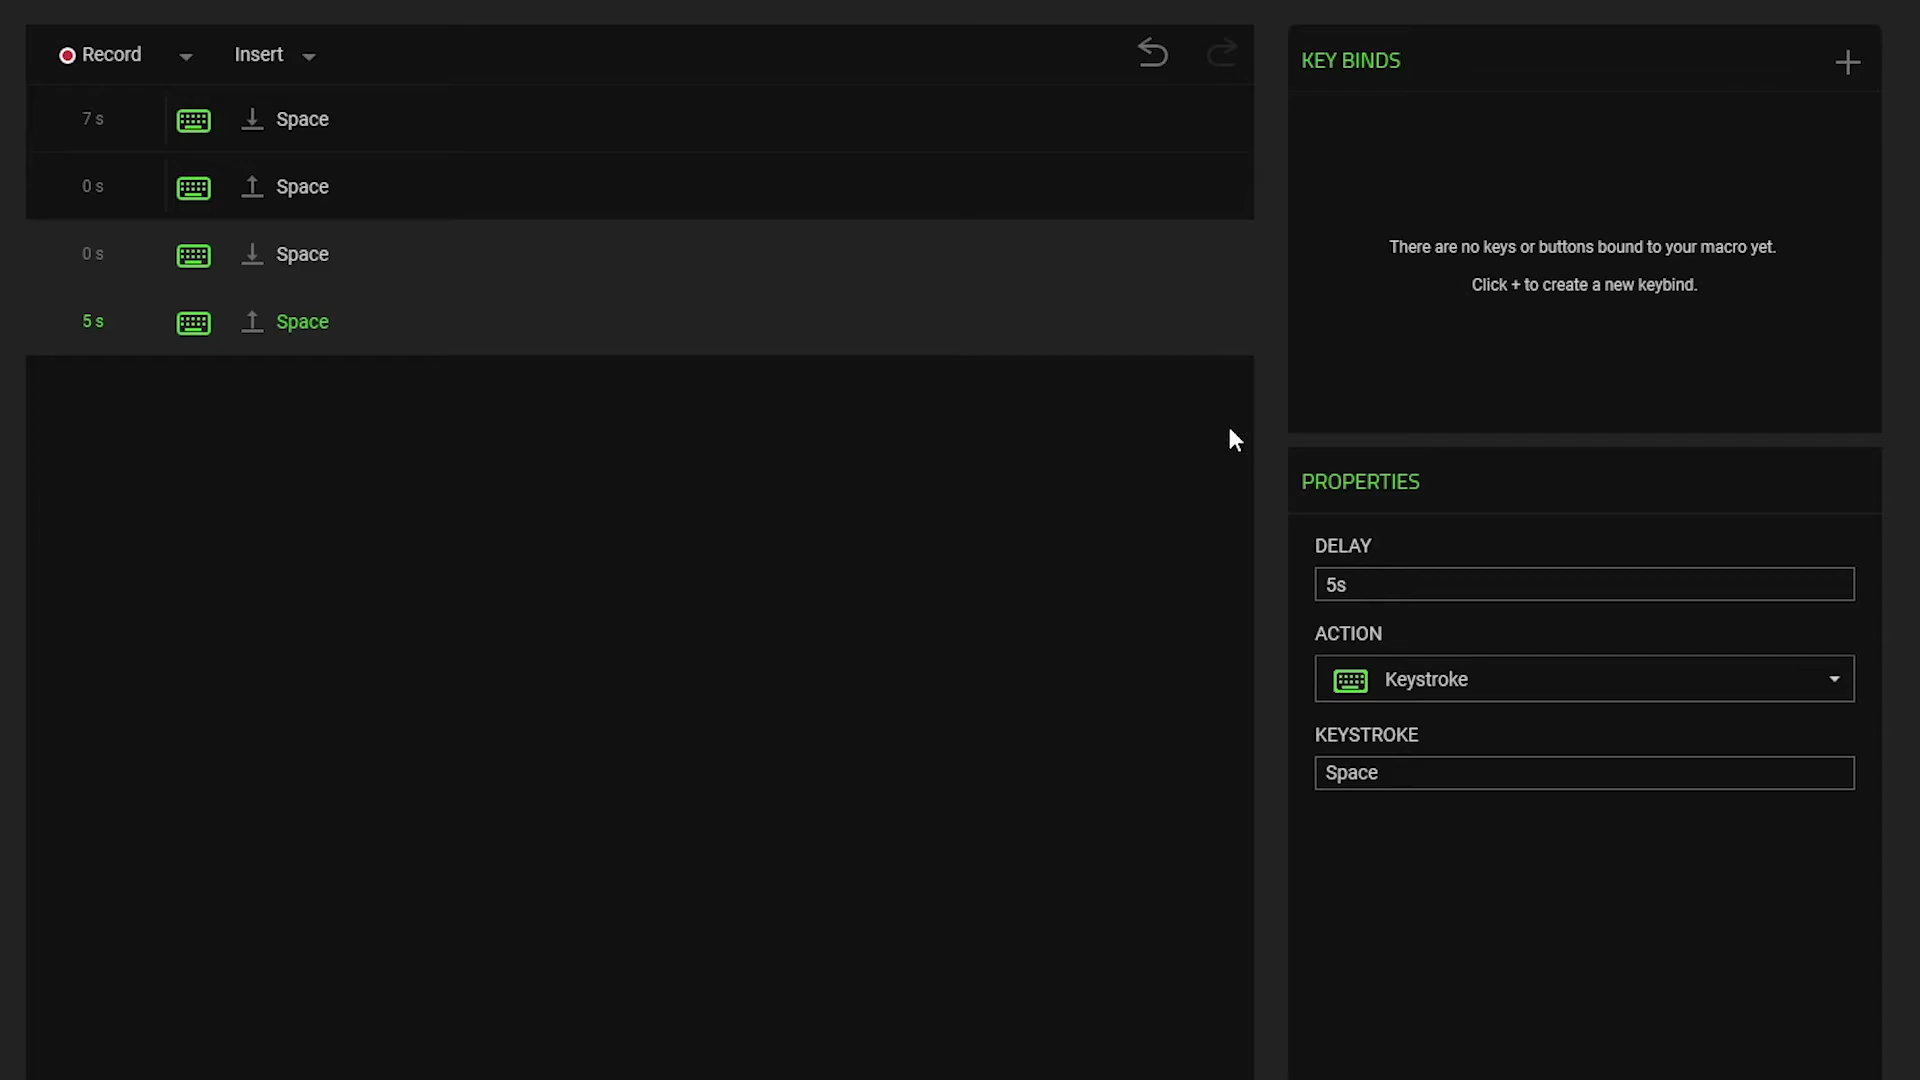 Record
Insert
7 s
Space
0 s
Space
0 s
Space
5 s
Space
KEY BINDS
There are no keys or buttons bound to your macro yet.
Click + to create a new keybind.
PROPERTIES
DELAY
5s
ACTION
Keystroke
KEYSTROKE
Space